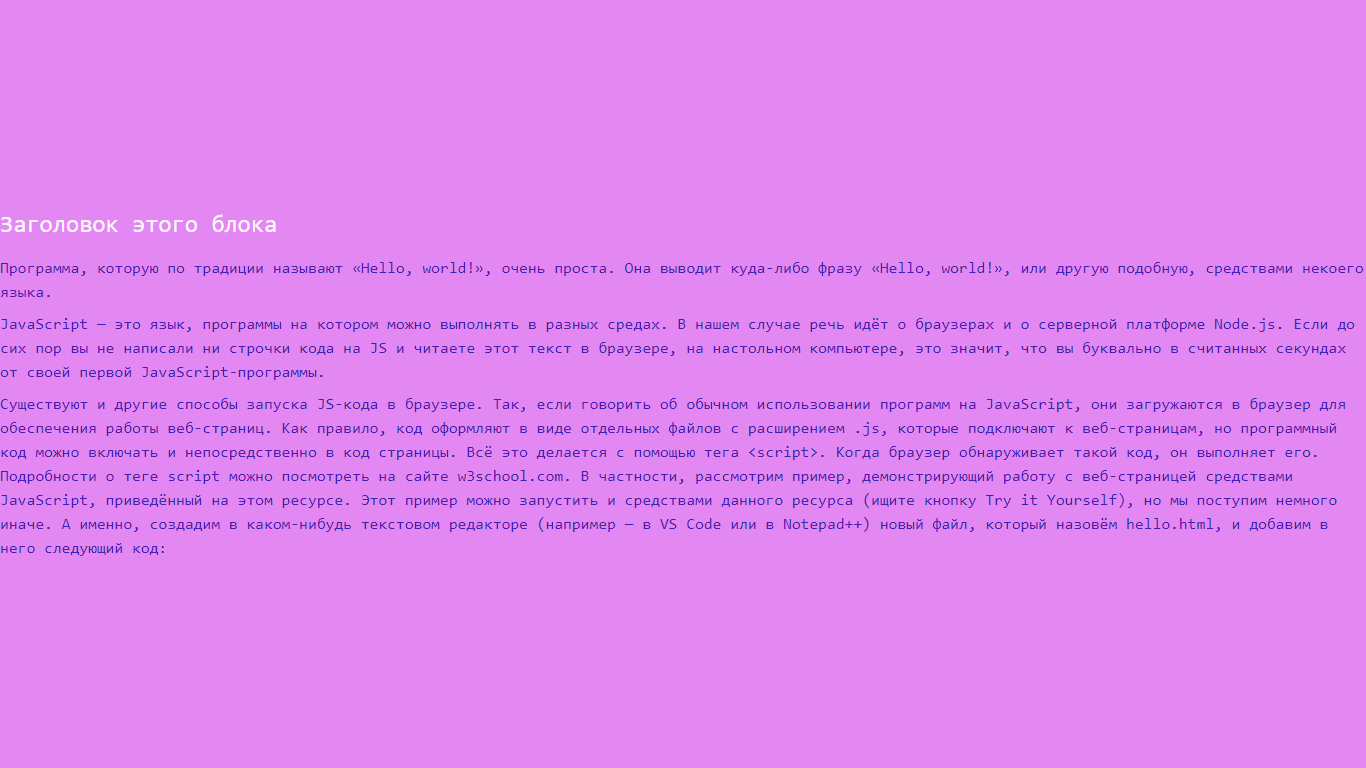 Заголовок этого блока
Программа, которую по традиции называют «Hello, world!», очень проста. Она выводит куда-либо фразу «Hello, world!», или другую подобную, средствами некоего
языка.
JavaScript — это язык, программы на котором можно выполнять в разных средах. В нашем случае речь идёт о браузерах и о серверной платформе Node.js. Если до
сих пор вы не написали ни строчки кода на JS и читаете этот текст в браузере, на настольном компьютере, это значит, что вы буквально в считанных секундах
от своей первой JavaScript-программы.
Существуют и другие способы запуска JS-кода в браузере. Так, если говорить об обычном использовании программ на JavaScript, они загружаются в браузер для
обеспечения работы веб-страниц. Как правило, код оформляют в виде отдельных файлов с расширением .js, которые подключают к веб-страницам, но программный
код можно включать и непосредственно в код страницы. Всё это делается с помощью тега <script>. Когда браузер обнаруживает такой код, он выполняет его.
Подробности о теге script можно посмотреть на сайте w3school.com. В частности, рассмотрим пример, демонстрирующий работу с веб-страницей средствами
JavaScript, приведённый на этом ресурсе. Этот пример можно запустить и средствами данного ресурса (ищите кнопку Try it Yourself), но мы поступим немного
иначе. А именно, создадим в каком-нибудь текстовом редакторе (например — в VS Code или в Notepad++) новый файл, который назовём hello.html, и добавим в
него следующий код: